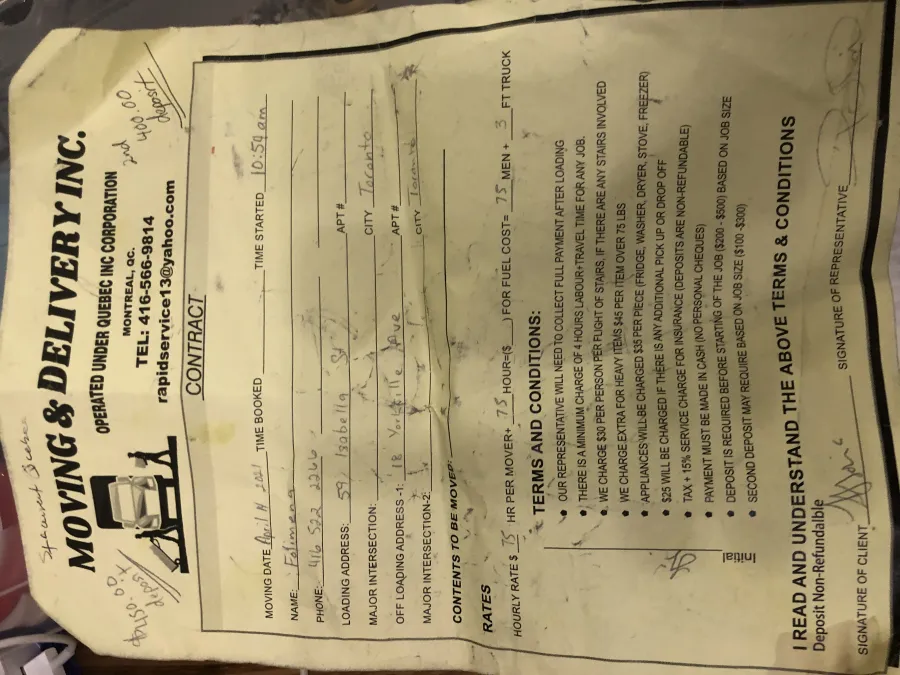 MOVING & DELIVERY INC.
OPERATED UNDER QUEBEC INC CORPORATION
MONTREAL, QC.
TEL: 416-566-9814
rapidservice13@yahoo.com
$250.00
deposit X
2nd
400.00
deposit X
CONTRACT
MOVING DATE April 2021 TIME BOOKED TIME STARTED 10:59 am
NAME:
PHONE: 416 522 2266
LOADING ADDRESS: 59 Isabella St APT #
MAJOR INTERSECTION: CITY Toronto
OFF LOADING ADDRESS -1: 18 Yorkville Ave APT #
MAJOR INTERSECTION-2: CITY Toronto
CONTENTS TO BE MOVED:
RATES
HOURLY RATE $ 75 HR PER MOVER+ 75 HOUR=($ ) FOR FUEL COST= 75 MEN + 3 FT TRUCK
TERMS AND CONDITIONS:
• OUR REPRESENTATIVE WILL NEED TO COLLECT FULL PAYMENT AFTER LOADING
• THERE IS A MINIMUM CHARGE OF 4 HOURS LABOUR+TRAVEL TIME FOR ANY JOB.
• WE CHARGE $30 PER PERSON PER FLIGHT OF STAIRS, IF THERE ARE ANY STAIRS INVOLVED
• WE CHARGE EXTRA FOR HEAVY ITEMS $45 PER ITEM OVER 75 LBS
• APPLIANCES WILL BE CHARGED $35 PER PIECE (FRIDGE, WASHER, DRYER, STOVE, FREEZER)
• $25 WILL BE CHARGED IF THERE IS ANY ADDITIONAL PICK UP OR DROP OFF
• TAX + 15% SERVICE CHARGE FOR INSURANCE (DEPOSITS ARE NON-REFUNDABLE)
• PAYMENT MUST BE MADE IN CASH (NO PERSONAL CHEQUES)
• DEPOSIT IS REQUIRED BEFORE STARTING OF THE JOB ($200 - $500) BASED ON JOB SIZE
• SECOND DEPOSIT MAY REQUIRE BASED ON JOB SIZE ($100 -$300)
Initial
I READ AND UNDERSTAND THE ABOVE TERMS & CONDITIONS
Deposit Non-Refundalble
SIGNATURE OF CLIENT SIGNATURE OF REPRESENTATIVE